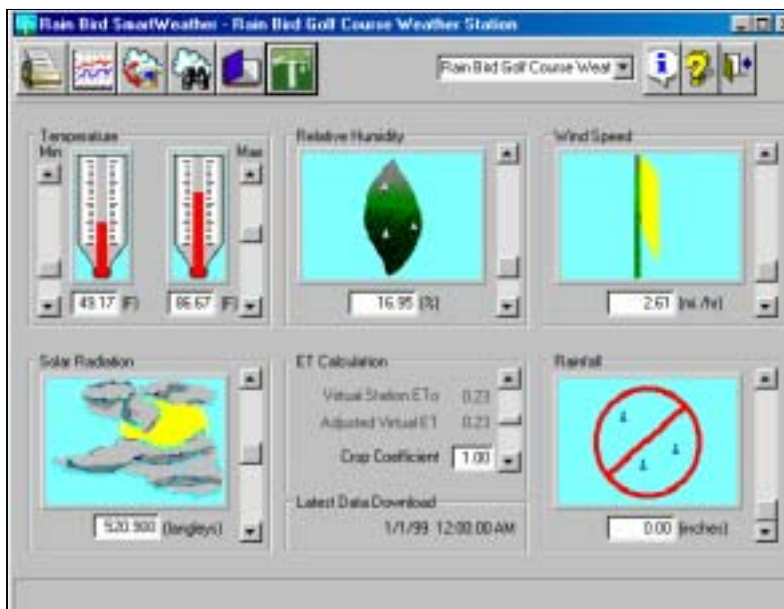 Rain Bird SmartWeather - Rain Bird Golf Course Weather Station
Rain Bird Golf Course Weat
Temperature
Min
Max
49.17 (F)
86.67 (F)
Relative Humidity
16.95 (%)
Wind Speed
2.61 (mi./hr)
Solar Radiation
520.900 (langleys)
ET Calculation
Virtual Station ETo 0.23
Adjusted Virtual ET 0.23
Crop Coefficient 1.00
Latest Data Download
1/1/99 12:00:00 AM
Rainfall
0.00 (inches)